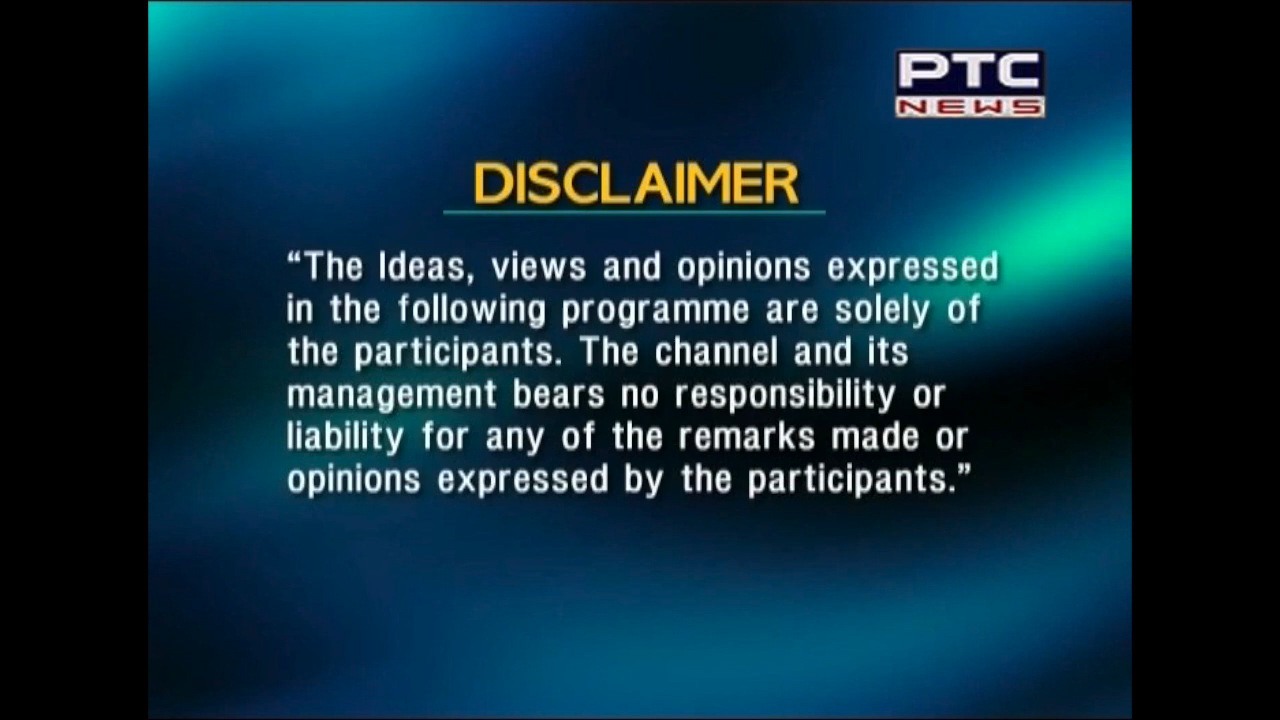 PTC
NEWS
DISCLAIMER
“The Ideas, views and opinions expressed
in the following programme are solely of
the participants. The channel and its
management bears no responsibility or
liability for any of the remarks made or
opinions expressed by the participants.”